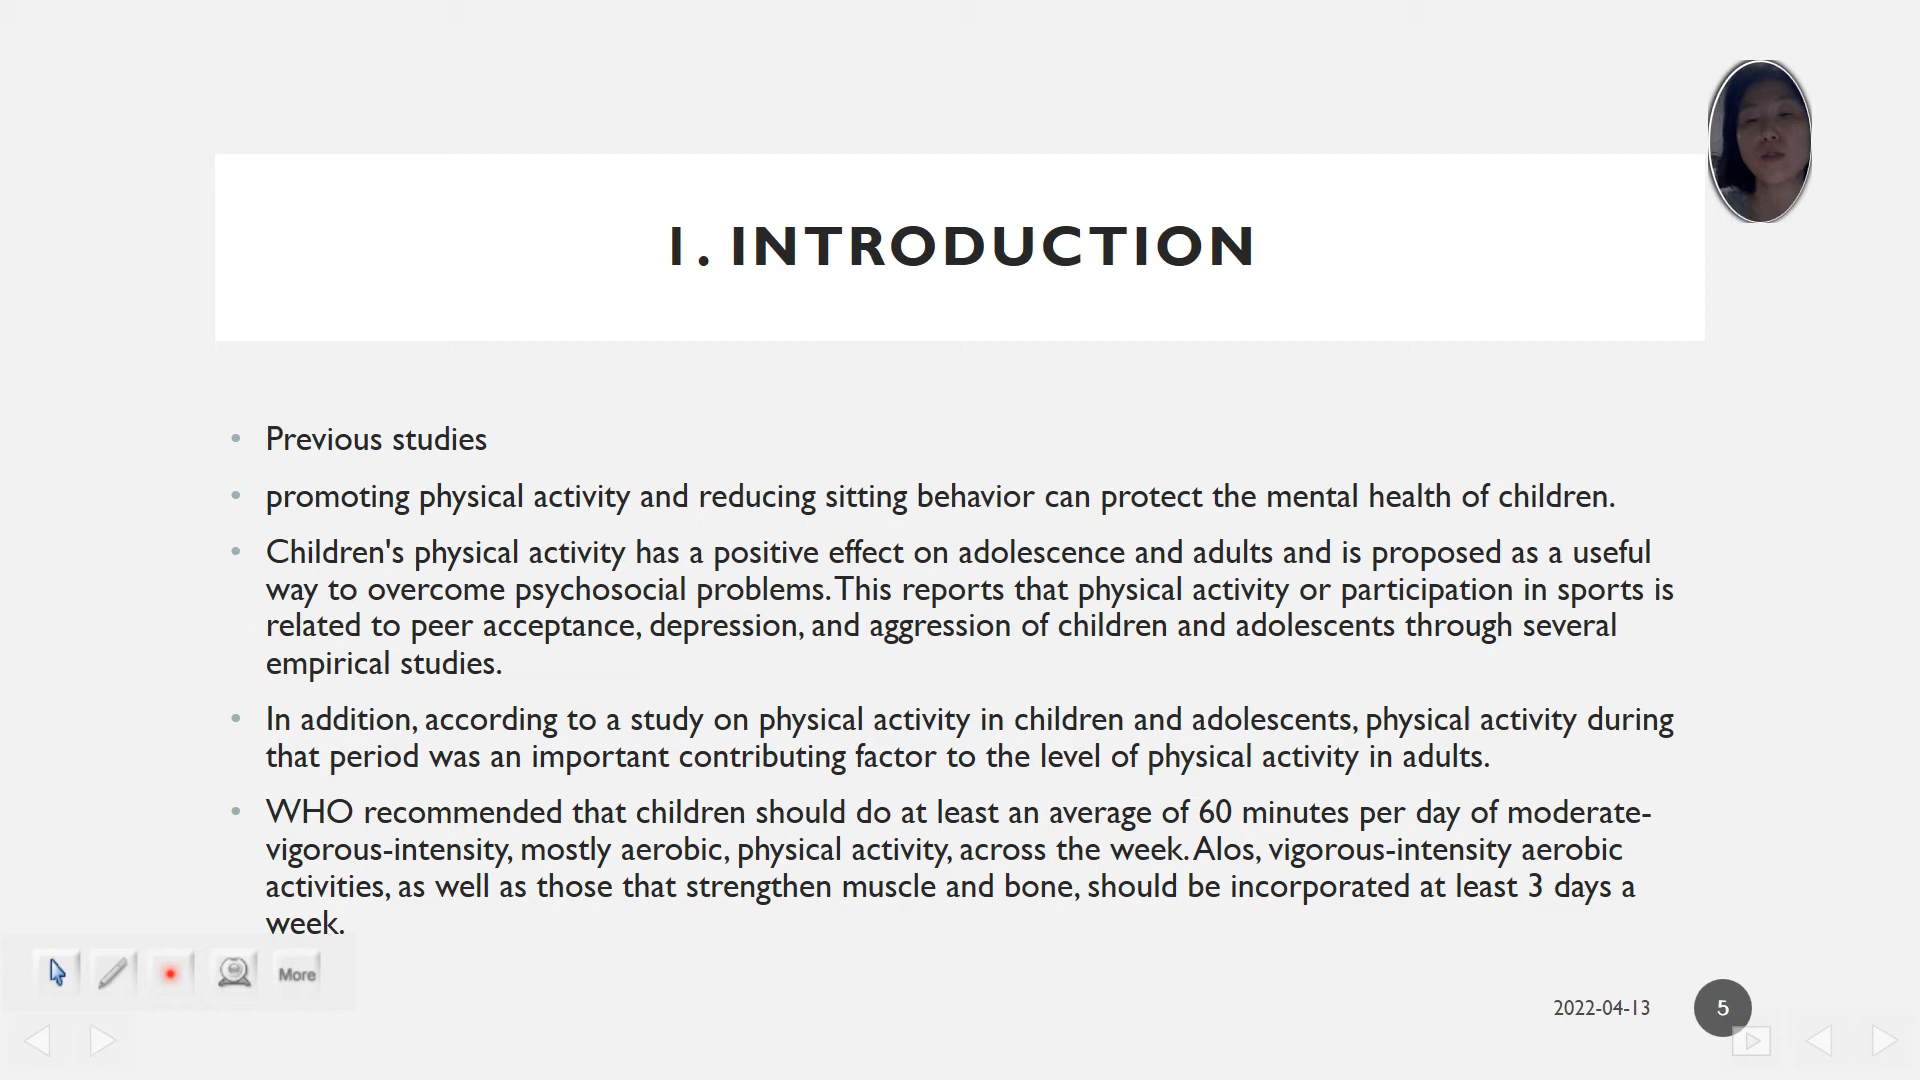 1. INTRODUCTION
• Previous studies
• promoting physical activity and reducing sitting behavior can protect the mental health of children.
• Children's physical activity has a positive effect on adolescence and adults and is proposed as a useful
way to overcome psychosocial problems. This reports that physical activity or participation in sports is
related to peer acceptance, depression, and aggression of children and adolescents through several
empirical studies.
• In addition, according to a study on physical activity in children and adolescents, physical activity during
that period was an important contributing factor to the level of physical activity in adults.
• WHO recommended that children should do at least an average of 60 minutes per day of moderate-
vigorous-intensity, mostly aerobic, physical activity, across the week. Alos, vigorous-intensity aerobic
activities, as well as those that strengthen muscle and bone, should be incorporated at least 3 days a
week.
More
2022-04-13
5